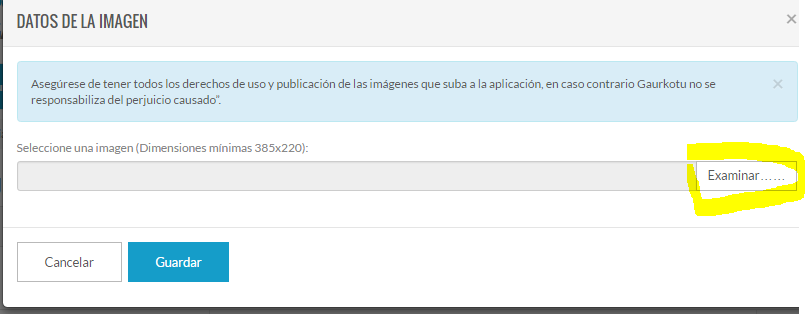 DATOS DE LA IMAGEN
×
Asegúrese de tener todos los derechos de uso y publicación de las imágenes que suba a la aplicación, en caso contrario Gaurkotu no se
responsabiliza del perjuicio causado”.
×
Seleccione una imagen (Dimensiones mínimas 385x220):
Examinar......
Cancelar
Guardar